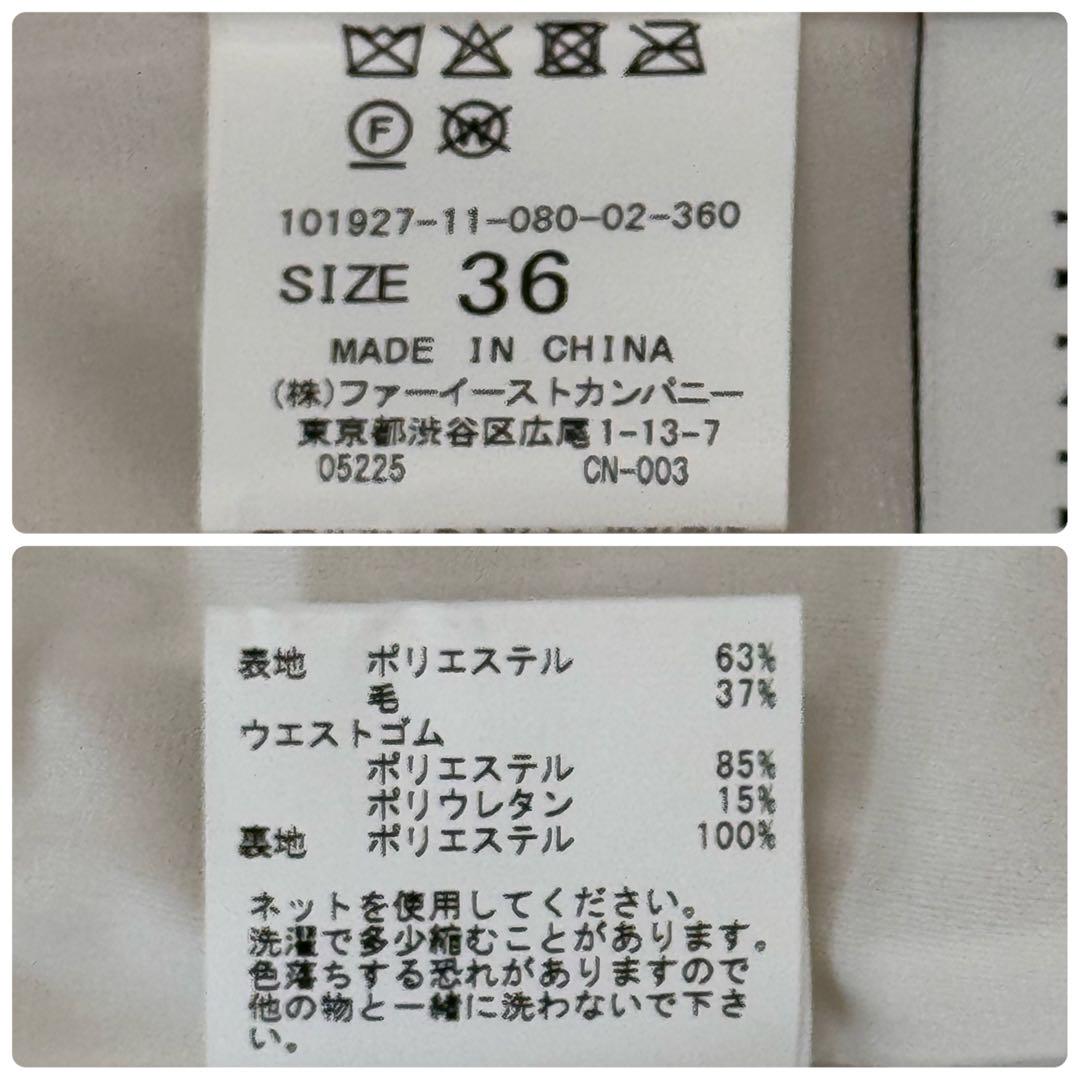 F
W
101927-11-080-02-360
SIZE 36
MADE IN CHINA
(株)ファーイーストカンパニー
東京都渋谷区広尾1-13-7
05225 CN-003
表地 ポリエステル 63%
毛 37%
ウエストゴム
ポリエステル 85%
ポリウレタン 15%
裏地 ポリエステル 100%
ネットを使用してください。
洗濯で多少縮むことがあります。
色落ちする恐れがありますので
他の物と一緒に洗わないで下さ
い。